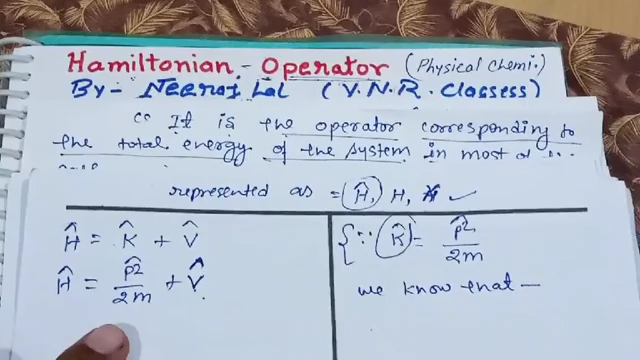 Hamiltonian - Operator (Physical Chemi.)
By- Neeraj Lal (V.N.R. Classess)
"It is the operator corresponding to
the total energy of the system in most of
represented as = Ĥ, H,
Ĥ = K̂ + V̂
Ĥ = p̂²/2m + V̂
{∵ K̂ = p̂²/2m
we know that —